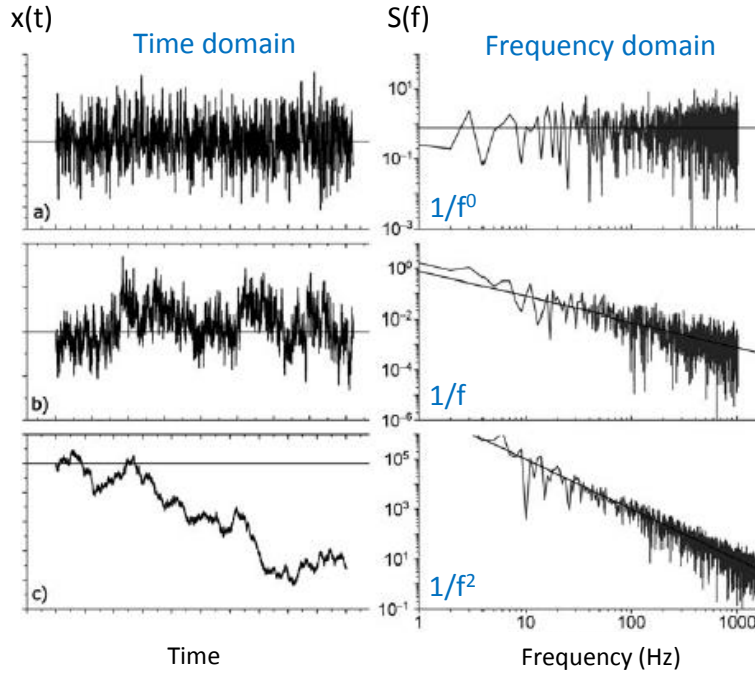 x(t)
S(f)
Time domain
Frequency domain
a)
10¹
10⁻¹
10⁻³
1/f⁰
b)
10⁰
10⁻²
10⁻⁴
10⁻⁶
1/f
c)
10⁵
10³
10¹
10⁻¹
1/f²
1
10
100
1000
Time
Frequency (Hz)